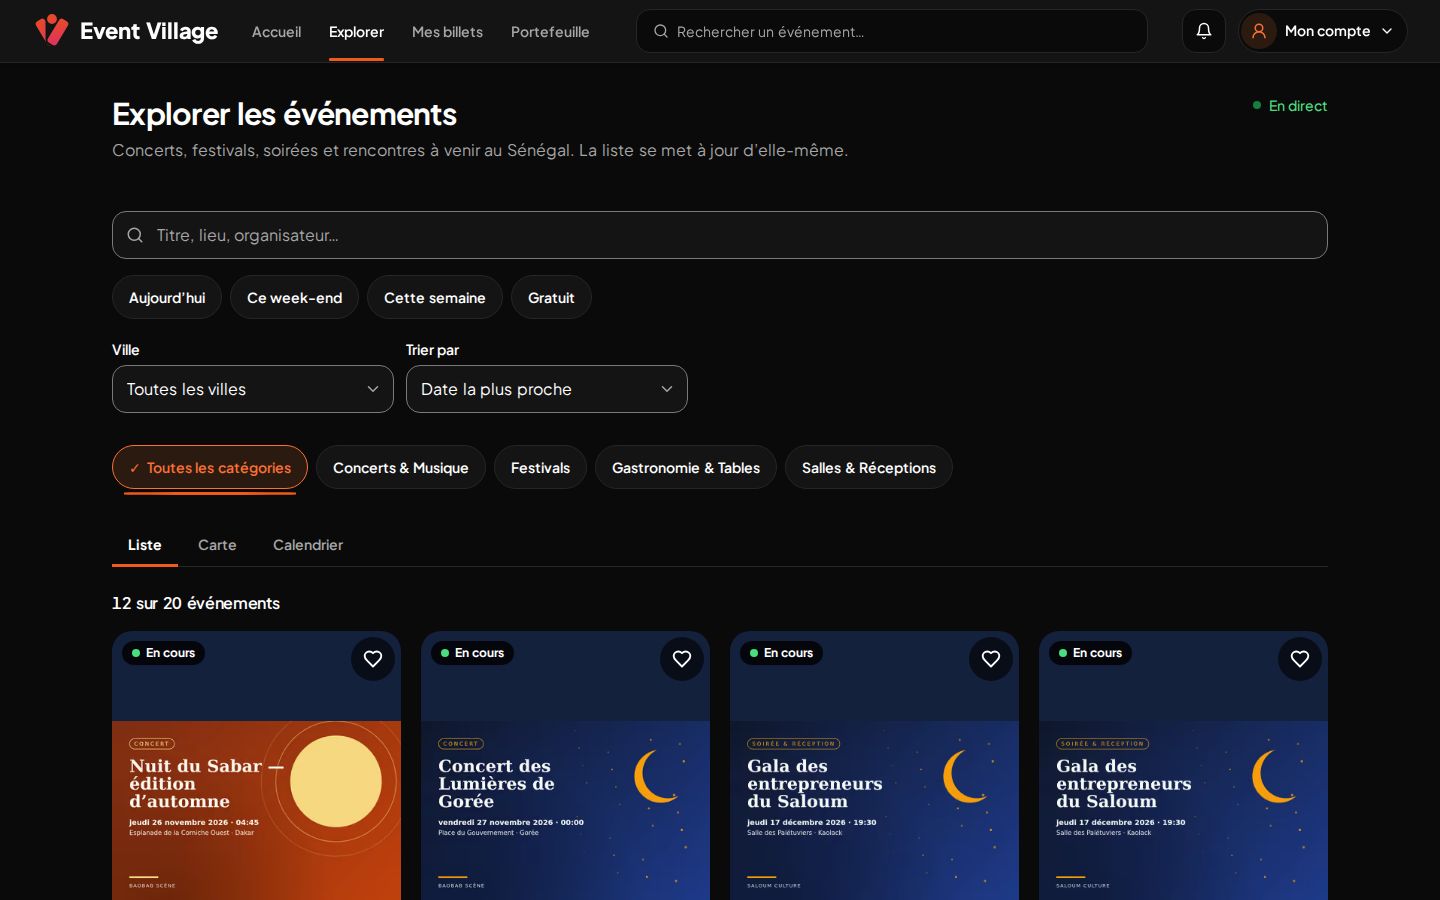 Event Village
Accueil
Explorer
Mes billets
Portefeuille
Rechercher un événement…
Mon compte
Explorer les événements
En direct
Concerts, festivals, soirées et rencontres à venir au Sénégal. La liste se met à jour d’elle-même.
Titre, lieu, organisateur…
Aujourd’hui
Ce week-end
Cette semaine
Gratuit
Ville
Trier par
Toutes les villes
Date la plus proche
✓ Toutes les catégories
Concerts & Musique
Festivals
Gastronomie & Tables
Salles & Réceptions
Liste
Carte
Calendrier
12 sur 20 événements
En cours
CONCERT
Nuit du Sabar —
édition
d’automne
jeudi 26 novembre 2026 · 04:45
Esplanade de la Corniche Ouest · Dakar
BAOBAB SCÈNE
En cours
CONCERT
Concert des
Lumières de
Gorée
vendredi 27 novembre 2026 · 00:00
Place du Gouvernement · Gorée
BAOBAB SCÈNE
En cours
SOIRÉE & RÉCEPTION
Gala des
entrepreneurs
du Saloum
jeudi 17 décembre 2026 · 19:30
Salle des Palétuviers · Kaolack
SALOUM CULTURE
En cours
SOIRÉE & RÉCEPTION
Gala des
entrepreneurs
du Saloum
jeudi 17 décembre 2026 · 19:30
Salle des Palétuviers · Kaolack
SALOUM CULTURE